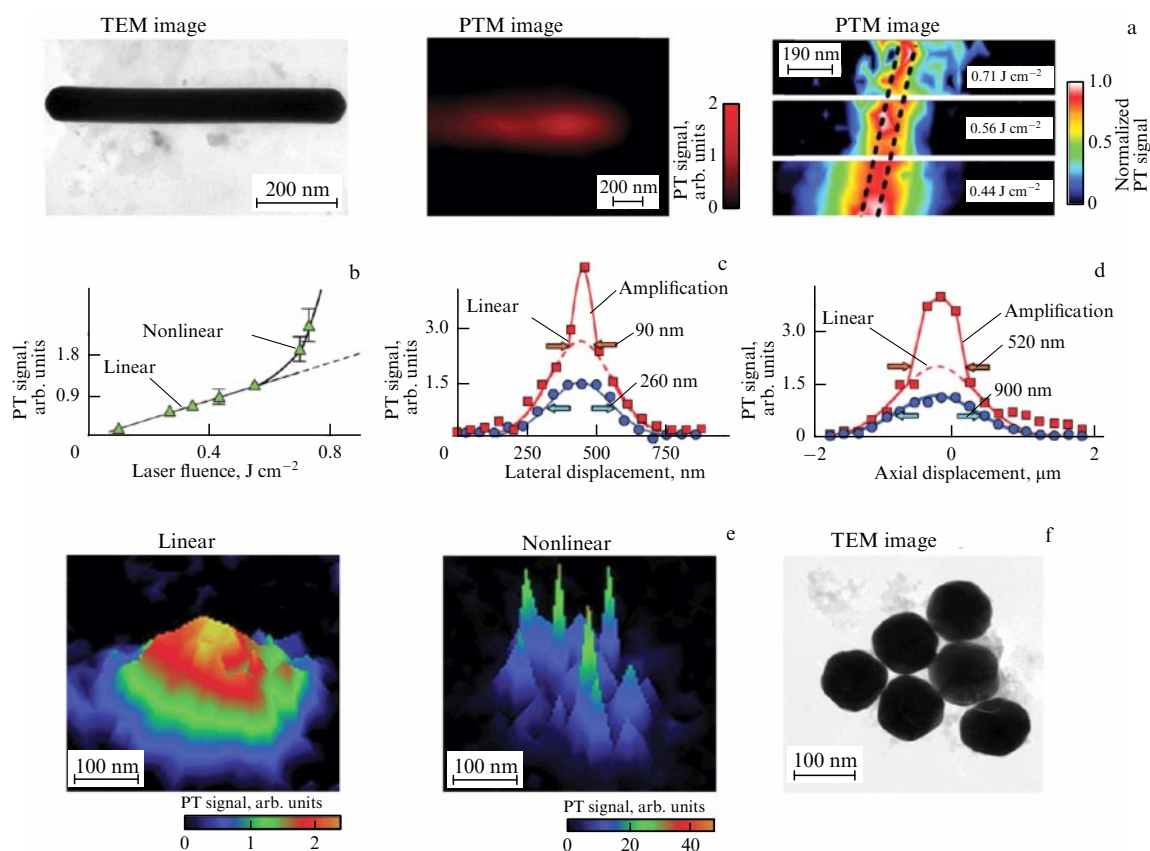 TEM image
PTM image
PTM image
a
200 nm
200 nm
PT signal,
arb. units
2
1
0
190 nm
0.71 J cm−2
0.56 J cm−2
0.44 J cm−2
1.0
0.5
0
Normalized
PT signal
b
PT signal,
arb. units
1.8
0.9
0
0.4
0.8
Nonlinear
Linear
Laser fluence, J cm−2
c
PT signal,
arb. units
3.0
1.5
0
0
250
500
750
Linear
Amplification
90 nm
260 nm
Lateral displacement, nm
d
PT signal,
arb. units
3.0
1.5
0
−2
0
2
Linear
Amplification
520 nm
900 nm
Axial displacement, μm
Linear
100 nm
PT signal, arb. units
0
1
2
Nonlinear
e
100 nm
PT signal, arb. units
0
20
40
TEM image
f
100 nm